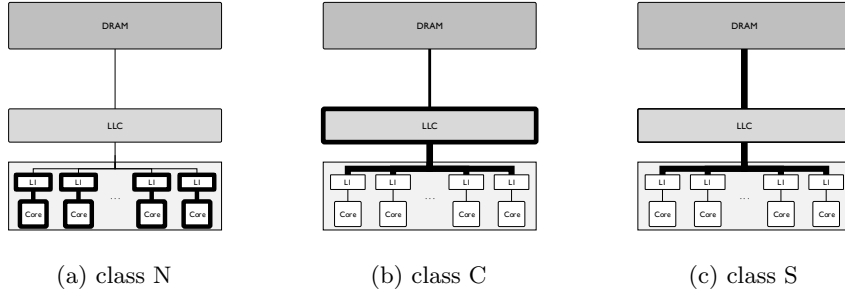 DRAM
LLC
L1 L1 ... L1 L1
Core Core Core Core
(a) class N
DRAM
LLC
L1 L1 L1 L1
Core Core ... Core Core
(b) class C
DRAM
LLC
L1 L1 L1 L1
Core Core ... Core Core
(c) class S